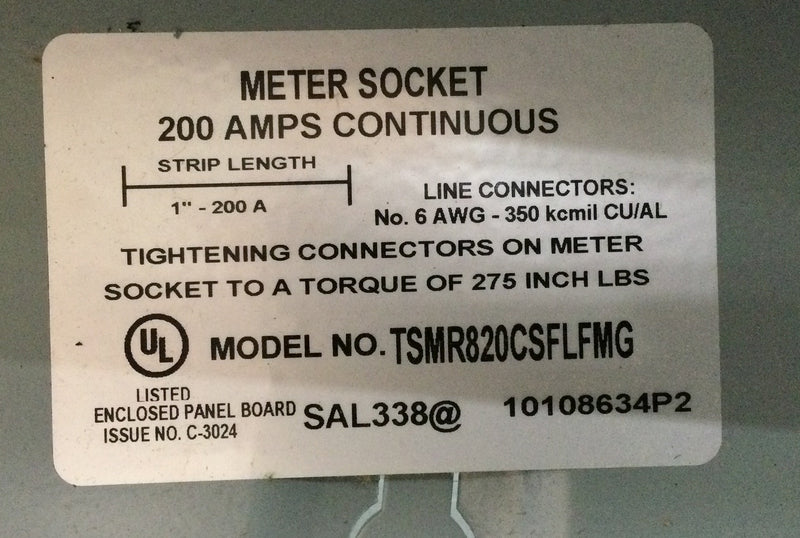 METER SOCKET
200 AMPS CONTINUOUS
STRIP LENGTH
1" - 200 A
LINE CONNECTORS:
No. 6 AWG - 350 kcmil CU/AL
TIGHTENING CONNECTORS ON METER
SOCKET TO A TORQUE OF 275 INCH LBS
UL
MODEL NO. TSMR820CSFLFMG
LISTED
ENCLOSED PANEL BOARD
ISSUE NO. C-3024
SAL338@
10108634P2